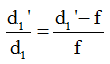 d₁'/d₁ = (d₁'−f)/f